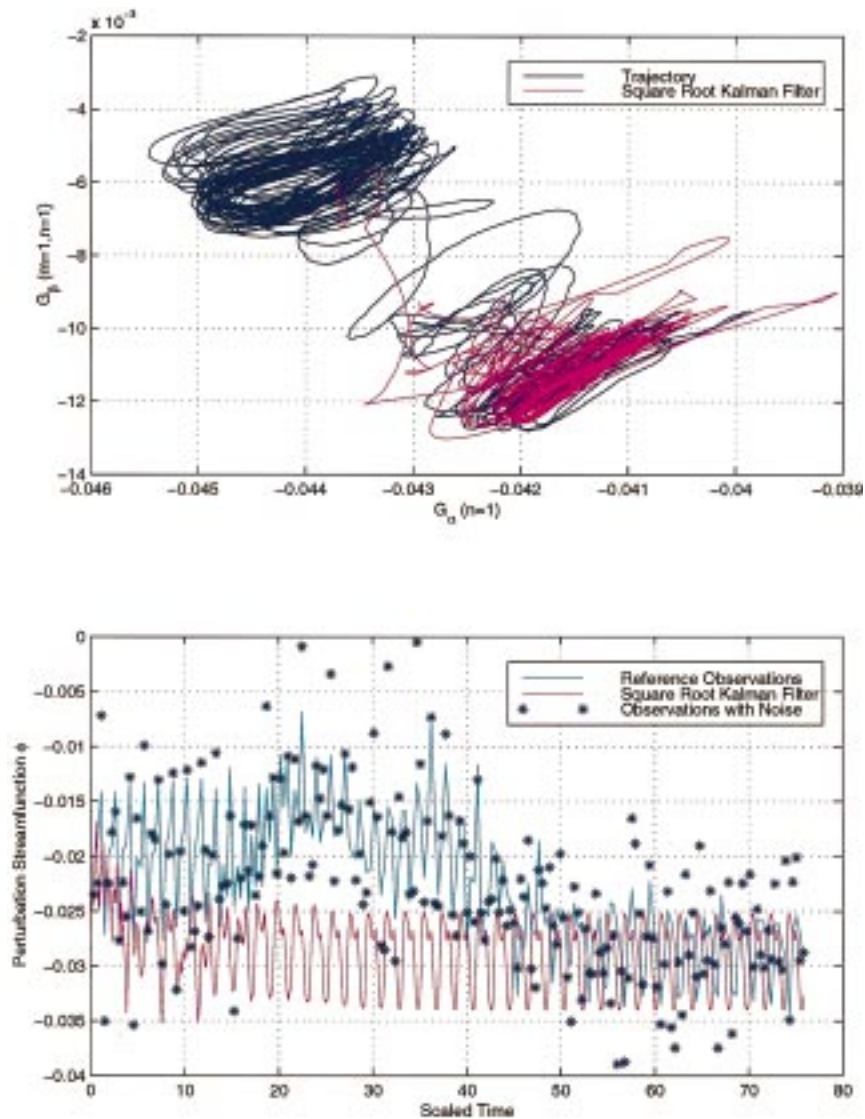 x 10⁻³
−2
−4
−6
−8
−10
−12
−14
G_β (m=1,n=1)
Trajectory
Square Root Kalman Filter
−0.046 −0.045 −0.044 −0.043 −0.042 −0.041 −0.04 −0.039
G_α (n=1)
0
−0.005
−0.01
−0.015
−0.02
−0.025
−0.03
−0.035
−0.04
Perturbation Streamfunction ϕ
Reference Observations
Square Root Kalman Filter
Observations with Noise
0 10 20 30 40 50 60 70 80
Scaled Time